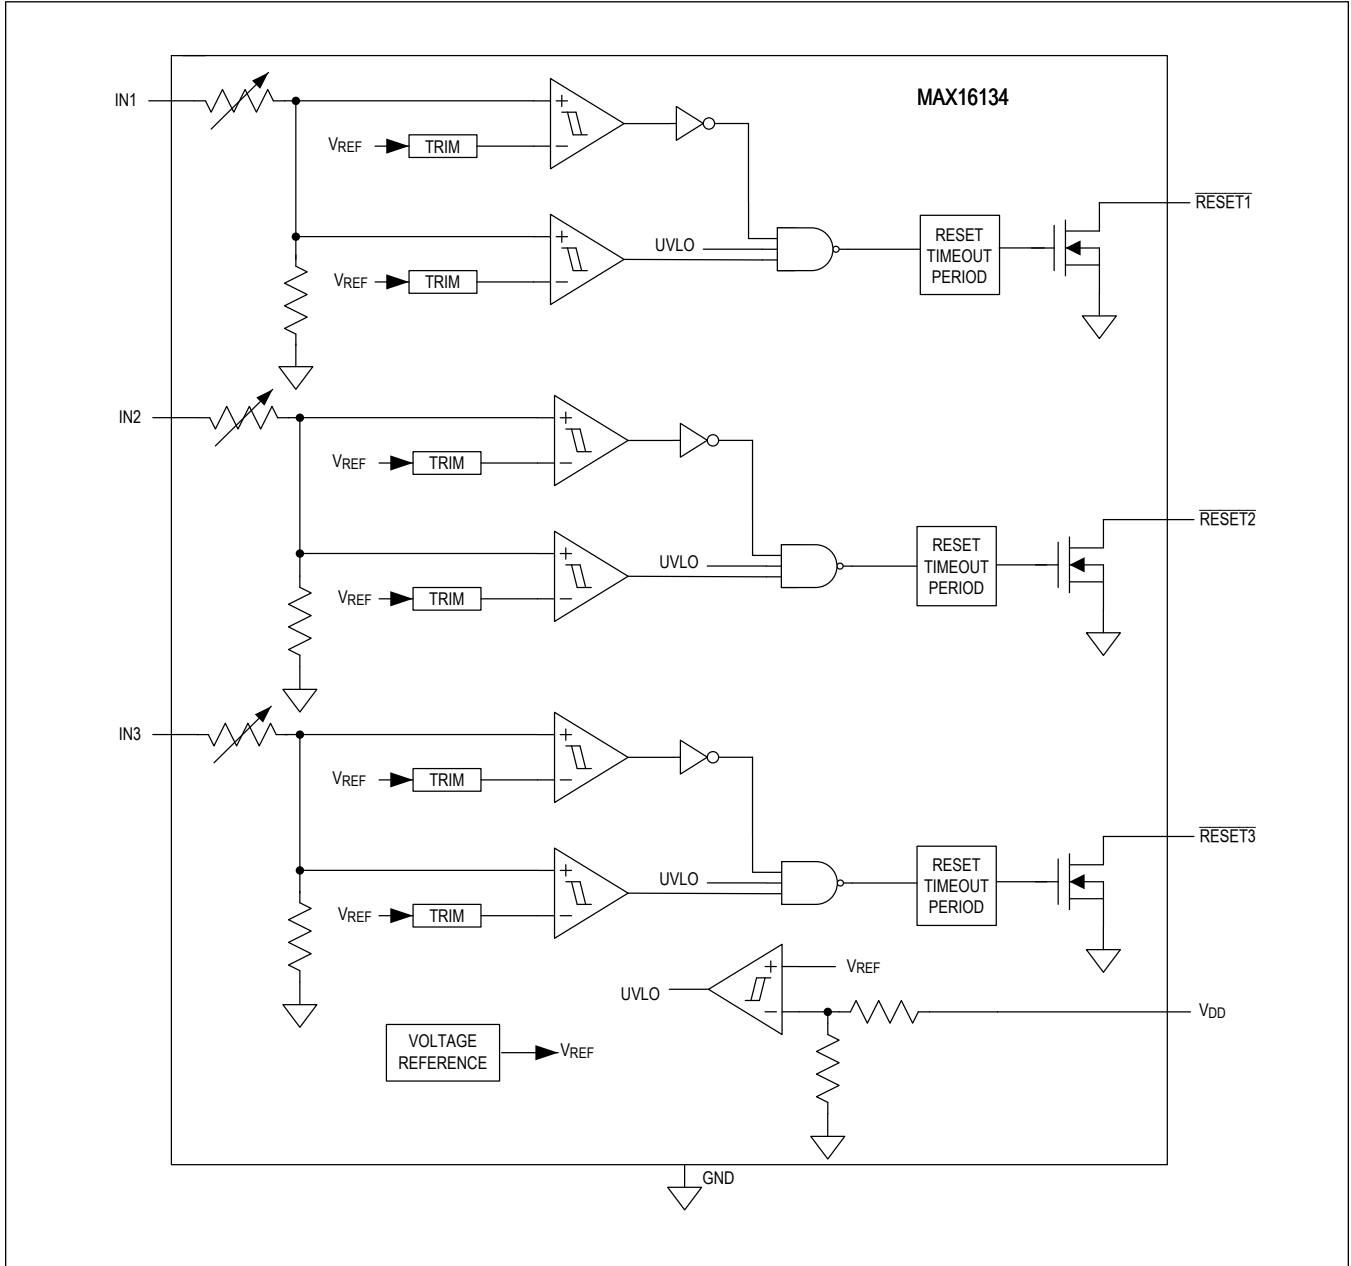 MAX16134
IN1
VREF
TRIM
VREF
TRIM
UVLO
RESET
TIMEOUT
PERIOD
RESET1
IN2
VREF
TRIM
VREF
TRIM
UVLO
RESET
TIMEOUT
PERIOD
RESET2
IN3
VREF
TRIM
VREF
TRIM
UVLO
RESET
TIMEOUT
PERIOD
RESET3
UVLO
VREF
VDD
VOLTAGE
REFERENCE
VREF
GND